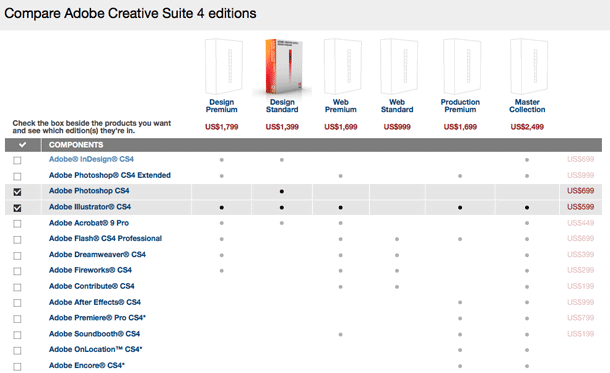 Compare Adobe Creative Suite 4 editions
Design Premium Design Standard Web Premium Web Standard Production Premium Master Collection
Check the box beside the products you want and see which edition(s) they're in.
US$1,799 US$1,399 US$1,699 US$999 US$1,699 US$2,499
COMPONENTS
Adobe® InDesign® CS4 US$699
Adobe Photoshop® CS4 Extended US$999
Adobe Photoshop CS4 US$699
Adobe Illustrator® CS4 US$599
Adobe Acrobat® 9 Pro US$449
Adobe Flash® CS4 Professional US$699
Adobe Dreamweaver® CS4 US$399
Adobe Fireworks® CS4 US$299
Adobe Contribute® CS4 US$199
Adobe After Effects® CS4 US$999
Adobe Premiere® Pro CS4* US$799
Adobe Soundbooth® CS4 US$199
Adobe OnLocation™ CS4*
Adobe Encore® CS4*